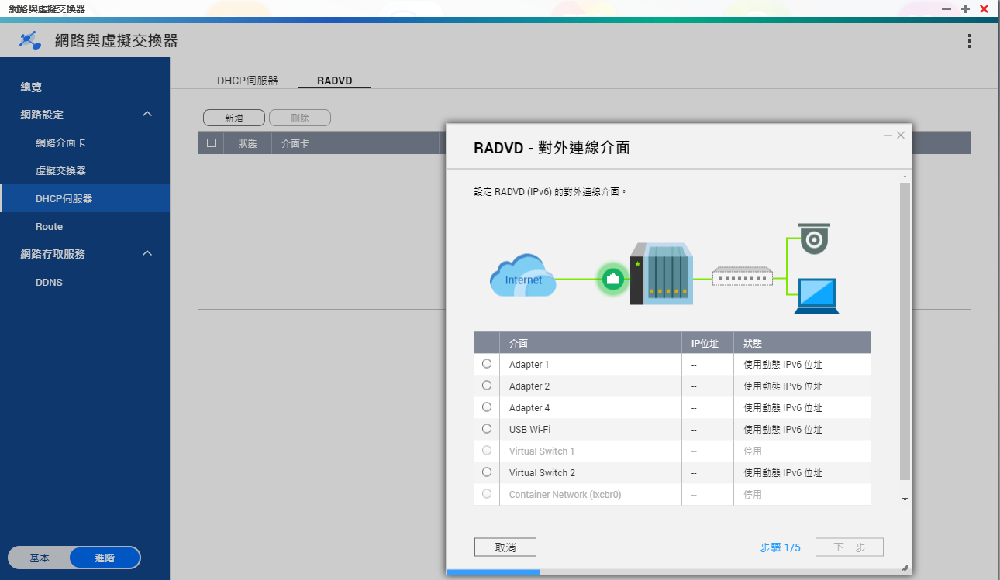 網路與虛擬交換器
網路與虛擬交換器
總覽
網路設定
網路介面卡
虛擬交換器
DHCP伺服器
Route
網路存取服務
DDNS
基本
進階
DHCP伺服器
RADVD
新增
刪除
狀態
介面卡
RADVD - 對外連線介面
設定 RADVD (IPv6) 的對外連線介面。
Internet
介面 IP位址 狀態
Adapter 1 -- 使用動態 IPv6 位址
Adapter 2 -- 使用動態 IPv6 位址
Adapter 4 -- 使用動態 IPv6 位址
USB Wi-Fi -- 使用動態 IPv6 位址
Virtual Switch 1 -- 停用
Virtual Switch 2 -- 使用動態 IPv6 位址
Container Network (lxcbr0) -- 停用
取消
步驟 1/5
下一步